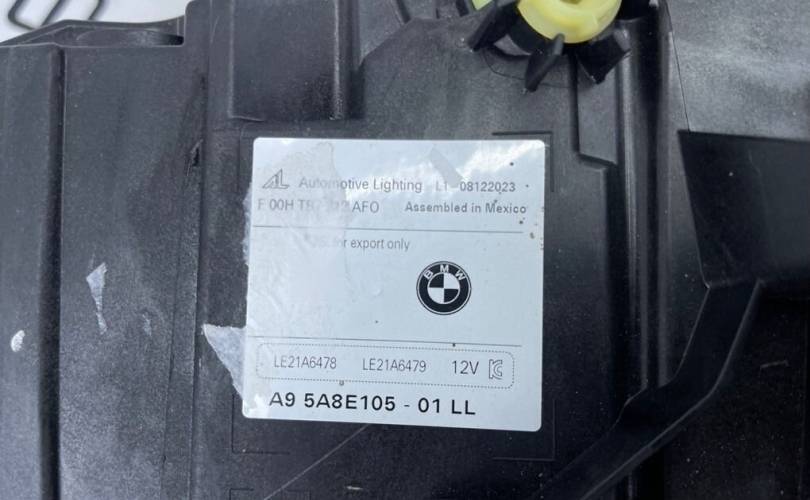 AL Automotive Lighting L1 08122023
F 00H AFO Assembled in Mexico
for export only
BMW
LE21A6478 LE21A6479 12V
A9 5A8E105 - 01 LL